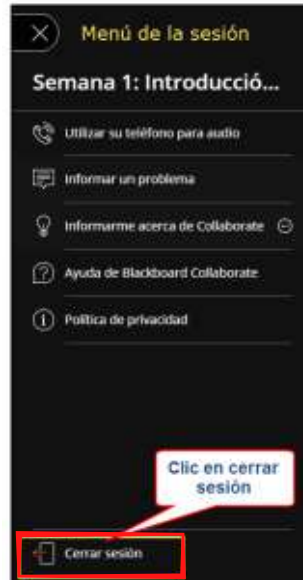 Menú de la sesión
Semana 1: Introducció...
Utilizar su teléfono para audio
Informar un problema
Informarme acerca de Collaborate
Ayuda de Blackboard Collaborate
Política de privacidad
Clic en cerrar
sesión
Cerrar sesión